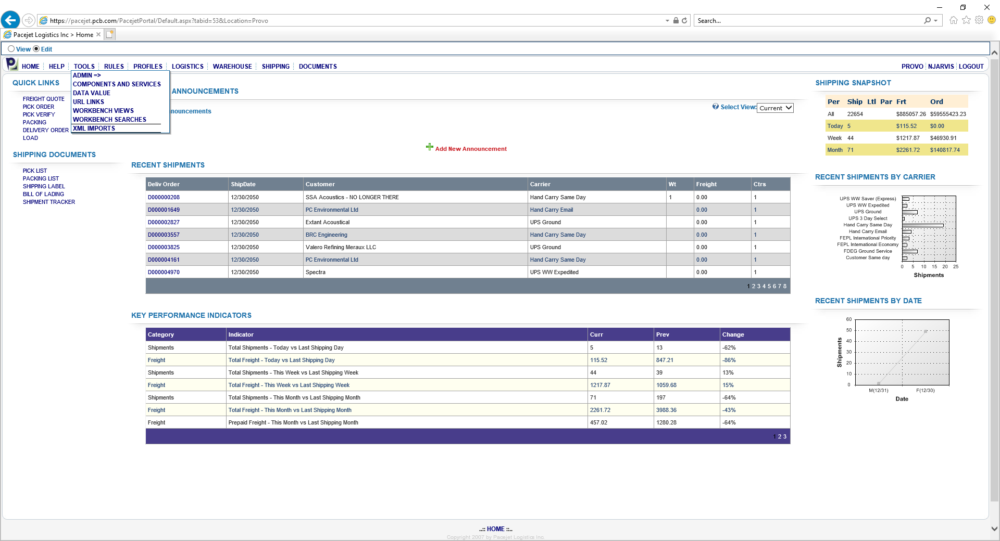 https://pacejet.pcb.com/PacejetPortal/Default.aspx?tabid=53&Location=Provo
Search...
Pacejet Logistics Inc > Home
View Edit
HOME HELP TOOLS RULES PROFILES LOGISTICS WAREHOUSE SHIPPING DOCUMENTS
PROVO NJARVIS LOGOUT
ADMIN =>
COMPONENTS AND SERVICES
DATA VALUE
URL LINKS
WORKBENCH VIEWS
WORKBENCH SEARCHES
XML IMPORTS
QUICK LINKS
FREIGHT QUOTE
PICK ORDER
PICK VERIFY
PACKING
DELIVERY ORDER
LOAD
SHIPPING DOCUMENTS
PICK LIST
PACKING LIST
SHIPPING LABEL
BILL OF LADING
SHIPMENT TRACKER
ANNOUNCEMENTS
nouncements
Select View: Current
Add New Announcement
RECENT SHIPMENTS
Deliv Order ShipDate Customer Carrier Wt Freight Ctrs
D000000208 12/30/2050 SSA Acoustics - NO LONGER THERE Hand Carry Same Day 1 0.00 1
D000001649 12/30/2050 PC Environmental Ltd Hand Carry Email 0.00 1
D000002827 12/30/2050 Extant Acoustical UPS Ground 0.00 1
D000003557 12/30/2050 BRC Engineering Hand Carry Same Day 0.00 1
D000003825 12/30/2050 Valero Refining Meraux LLC UPS Ground 0.00 1
D000004161 12/30/2050 PC Environmental Ltd Hand Carry Same Day 0.00 1
D000004970 12/30/2050 Spectra UPS WW Expedited 0.00 1
1 2 3 4 5 6 7 8
KEY PERFORMANCE INDICATORS
Category Indicator Curr Prev Change
Shipments Total Shipments - Today vs Last Shipping Day 5 13 -62%
Freight Total Freight - Today vs Last Shipping Day 115.52 847.21 -86%
Shipments Total Shipments - This Week vs Last Shipping Week 44 39 13%
Freight Total Freight - This Week vs Last Shipping Week 1217.87 1059.68 15%
Shipments Total Shipments - This Month vs Last Shipping Month 71 197 -64%
Freight Total Freight - This Month vs Last Shipping Month 2261.72 3988.36 -43%
Freight Prepaid Freight - This Month vs Last Shipping Month 457.02 1280.28 -64%
1 2 3
SHIPPING SNAPSHOT
Per Ship Ltl Par Frt Ord
All 22654 $885057.26 $59555423.23
Today 5 $115.52 $0.00
Week 44 $1217.87 $46930.91
Month 71 $2261.72 $140817.74
RECENT SHIPMENTS BY CARRIER
UPS WW Saver (Express)
UPS WW Expedited
UPS Ground
UPS 3 Day Select
Hand Carry Same Day
Hand Carry Email
FEPL International Priority
FEPL International Economy
FDEG Ground Service
Customer Same day
0 5 10 15 20 25
Shipments
RECENT SHIPMENTS BY DATE
60
50
40
30
20
10
0
Shipments
M(12/31) F(12/30)
Date
..:: HOME ::..
Copyright 2007 by Pacejet Logistics Inc.